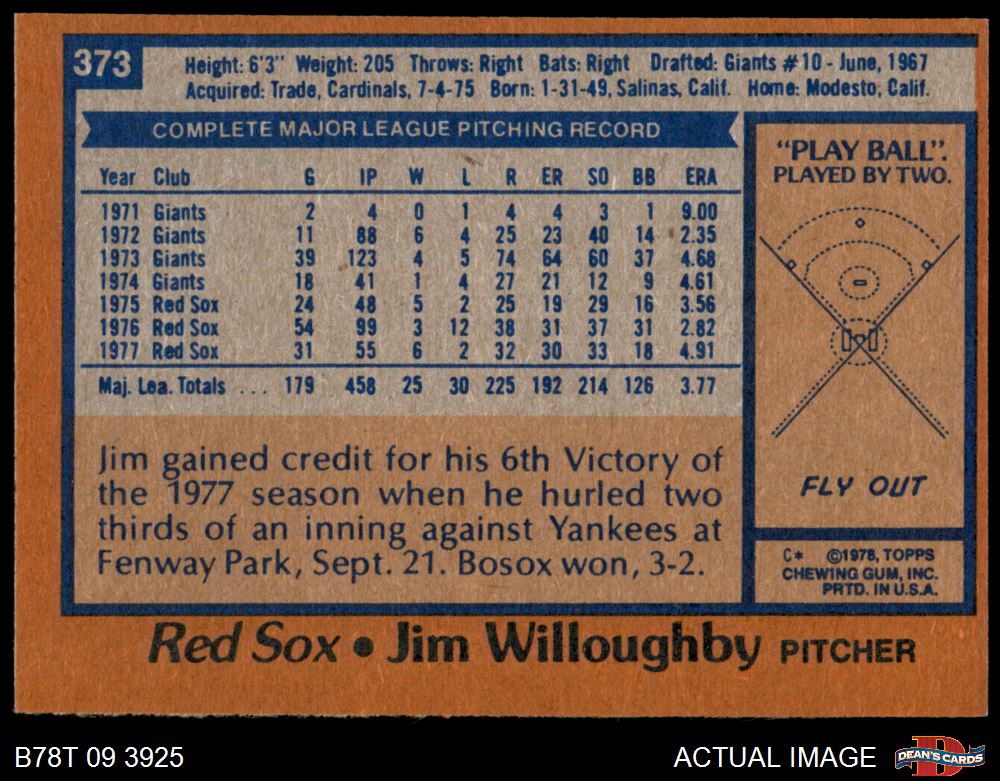 373
Height: 6'3" Weight: 205 Throws: Right Bats: Right Drafted: Giants #10 - June, 1967
Acquired: Trade, Cardinals, 7-4-75 Born: 1-31-49, Salinas, Calif. Home: Modesto, Calif.
COMPLETE MAJOR LEAGUE PITCHING RECORD
Year Club G IP W L R ER SO BB ERA
1971 Giants 2 4 0 1 4 4 3 1 9.00
1972 Giants 11 88 6 4 25 23 40 14 2.35
1973 Giants 39 123 4 5 74 64 60 37 4.68
1974 Giants 18 41 1 4 27 21 12 9 4.61
1975 Red Sox 24 48 5 2 25 19 29 16 3.56
1976 Red Sox 54 99 3 12 38 31 37 31 2.82
1977 Red Sox 31 55 6 2 32 30 33 18 4.91
Maj. Lea. Totals ... 179 458 25 30 225 192 214 126 3.77
Jim gained credit for his 6th Victory of
the 1977 season when he hurled two
thirds of an inning against Yankees at
Fenway Park, Sept. 21. Bosox won, 3-2.
"PLAY BALL".
PLAYED BY TWO.
FLY OUT
C* ©1978, TOPPS
CHEWING GUM, INC.
PRTD. IN U.S.A.
Red Sox • Jim Willoughby PITCHER
B78T 09 3925
ACTUAL IMAGE
D
DEAN'S CARDS